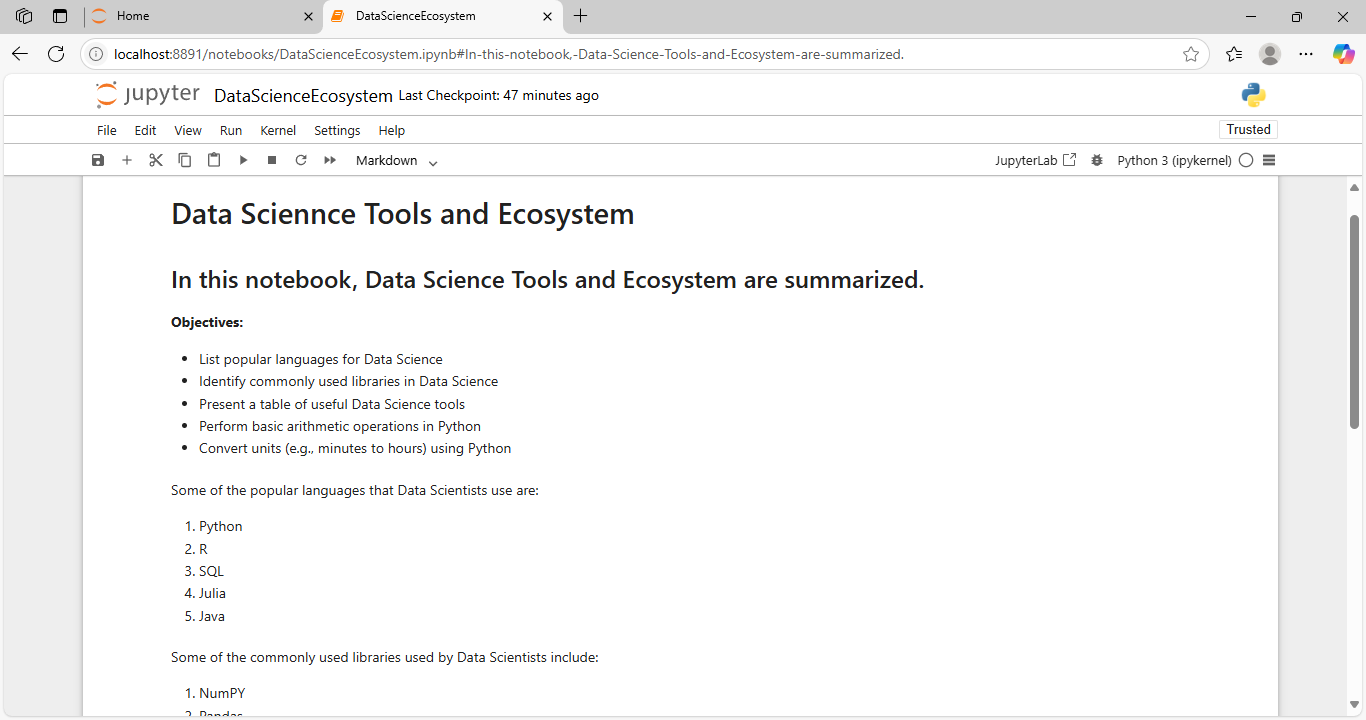 Home
DataScienceEcosystem
localhost:8891/notebooks/DataScienceEcosystem.ipynb#In-this-notebook,-Data-Science-Tools-and-Ecosystem-are-summarized.
jupyter DataScienceEcosystem Last Checkpoint: 47 minutes ago
File Edit View Run Kernel Settings Help Trusted
Markdown JupyterLab Python 3 (ipykernel)
Data Sciennce Tools and Ecosystem
In this notebook, Data Science Tools and Ecosystem are summarized.
Objectives:
• List popular languages for Data Science
• Identify commonly used libraries in Data Science
• Present a table of useful Data Science tools
• Perform basic arithmetic operations in Python
• Convert units (e.g., minutes to hours) using Python
Some of the popular languages that Data Scientists use are:
1. Python
2. R
3. SQL
4. Julia
5. Java
Some of the commonly used libraries used by Data Scientists include:
1. NumPY
2. Pandas